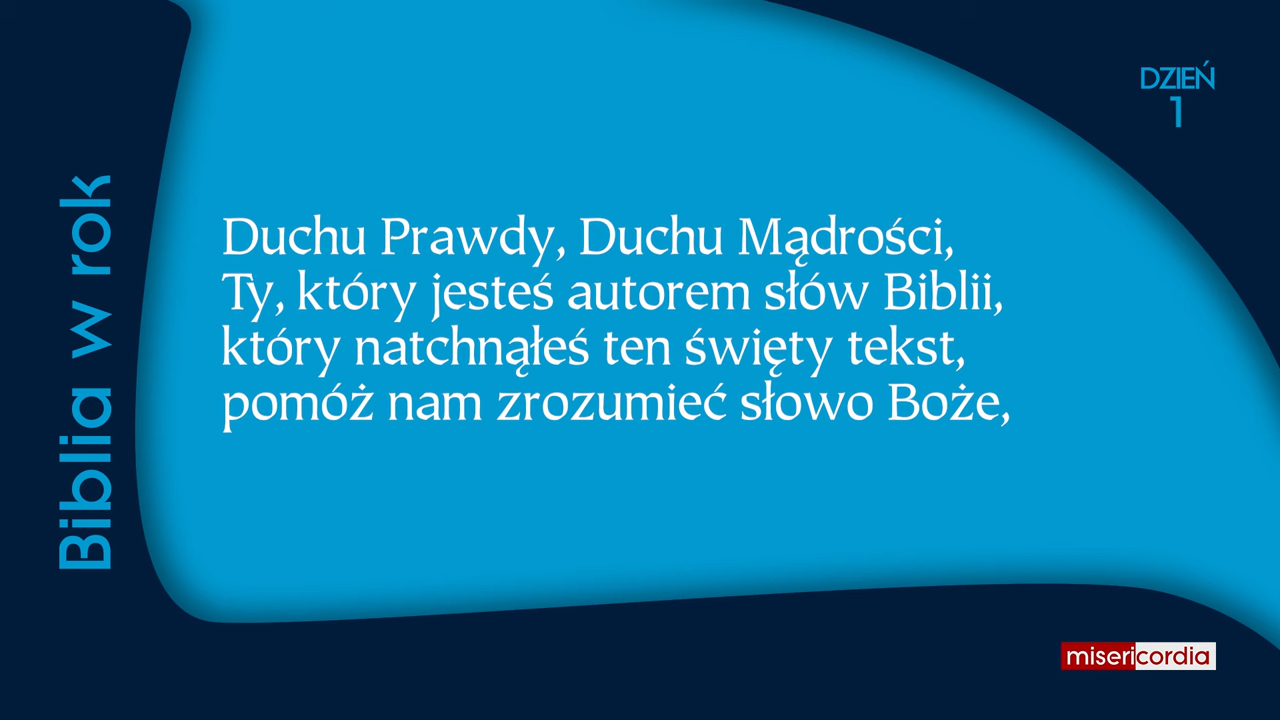 Biblia w rok
DZIEŃ
1
Duchu Prawdy, Duchu Mądrości,
Ty, który jesteś autorem słów Biblii,
który natchnąłeś ten święty tekst,
pomóż nam zrozumieć słowo Boże,
misericordia